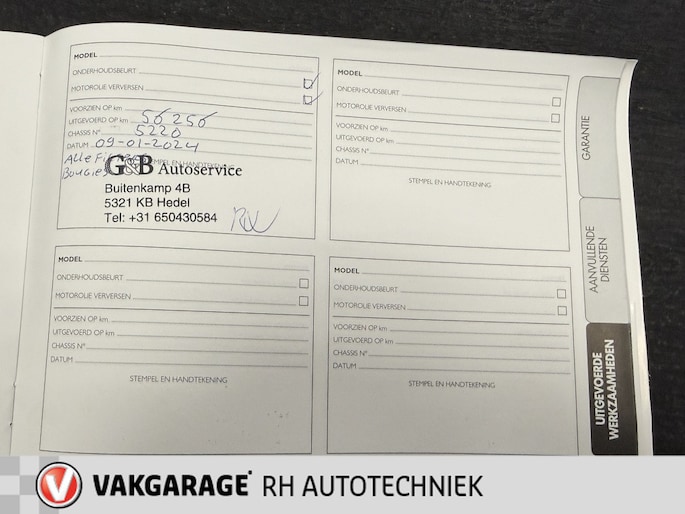 MODEL
ONDERHOUDSBEURT
MOTOROLIE VERVERSEN
VOORZIEN OP km 56256
UITGEVOERD OP km
CHASSIS N° 5220
DATUM 09-01-2024
Alle
Bougies
STEMPEL EN HANDTEKENING
G&B Autoservice
Buitenkamp 4B
5321 KB Hedel
Tel: +31 650430584
MODEL
ONDERHOUDSBEURT
MOTOROLIE VERVERSEN
VOORZIEN OP km
UITGEVOERD OP km
CHASSIS N°
DATUM
STEMPEL EN HANDTEKENING
MODEL
ONDERHOUDSBEURT
MOTOROLIE VERVERSEN
VOORZIEN OP km
UITGEVOERD OP km
CHASSIS N°
DATUM
STEMPEL EN HANDTEKENING
MODEL
ONDERHOUDSBEURT
MOTOROLIE VERVERSEN
VOORZIEN OP km
UITGEVOERD OP km
CHASSIS N°
DATUM
STEMPEL EN HANDTEKENING
GARANTIE
AANVULLENDE
DIENSTEN
UITGEVOERDE
WERKZAAMHEDEN
VAKGARAGE RH AUTOTECHNIEK